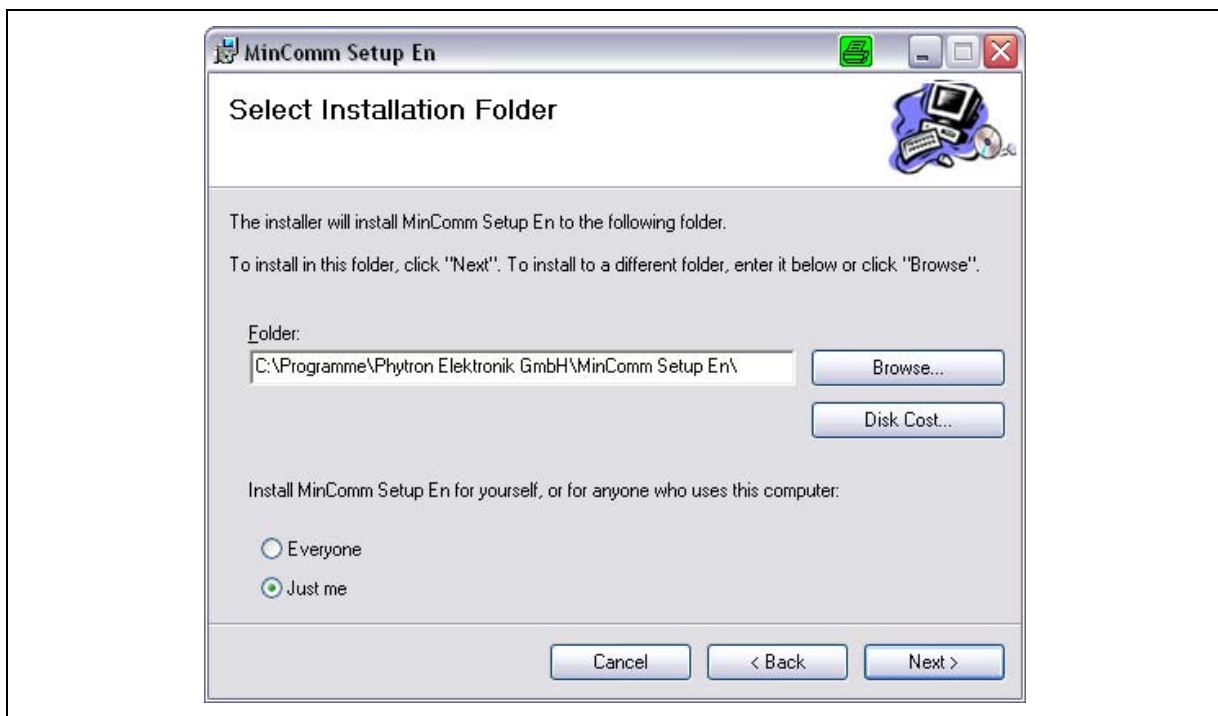 MinComm Setup En
Select Installation Folder
The installer will install MinComm Setup En to the following folder.
To install in this folder, click "Next". To install to a different folder, enter it below or click "Browse".
Folder:
C:\Programme\Phytron Elektronik GmbH\MinComm Setup En\
Browse...
Disk Cost...
Install MinComm Setup En for yourself, or for anyone who uses this computer:
Everyone
Just me
Cancel
< Back
Next >